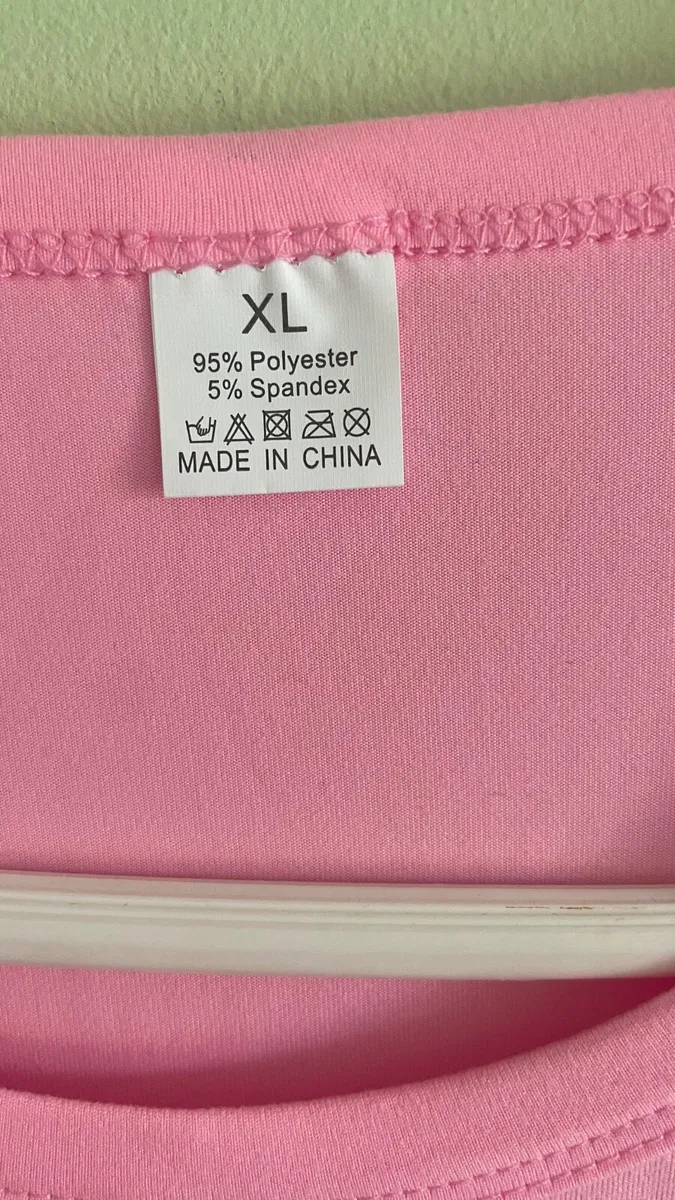 XL
95% Polyester
5% Spandex
MADE IN CHINA